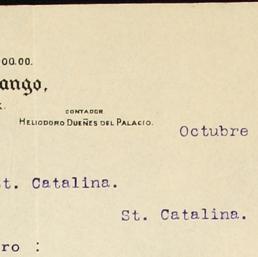 00.00.
ango,
CONTADOR
HELIODORO DUEÑES DEL PALACIO.
Octubre
t. Catalina.
St. Catalina.
ro :